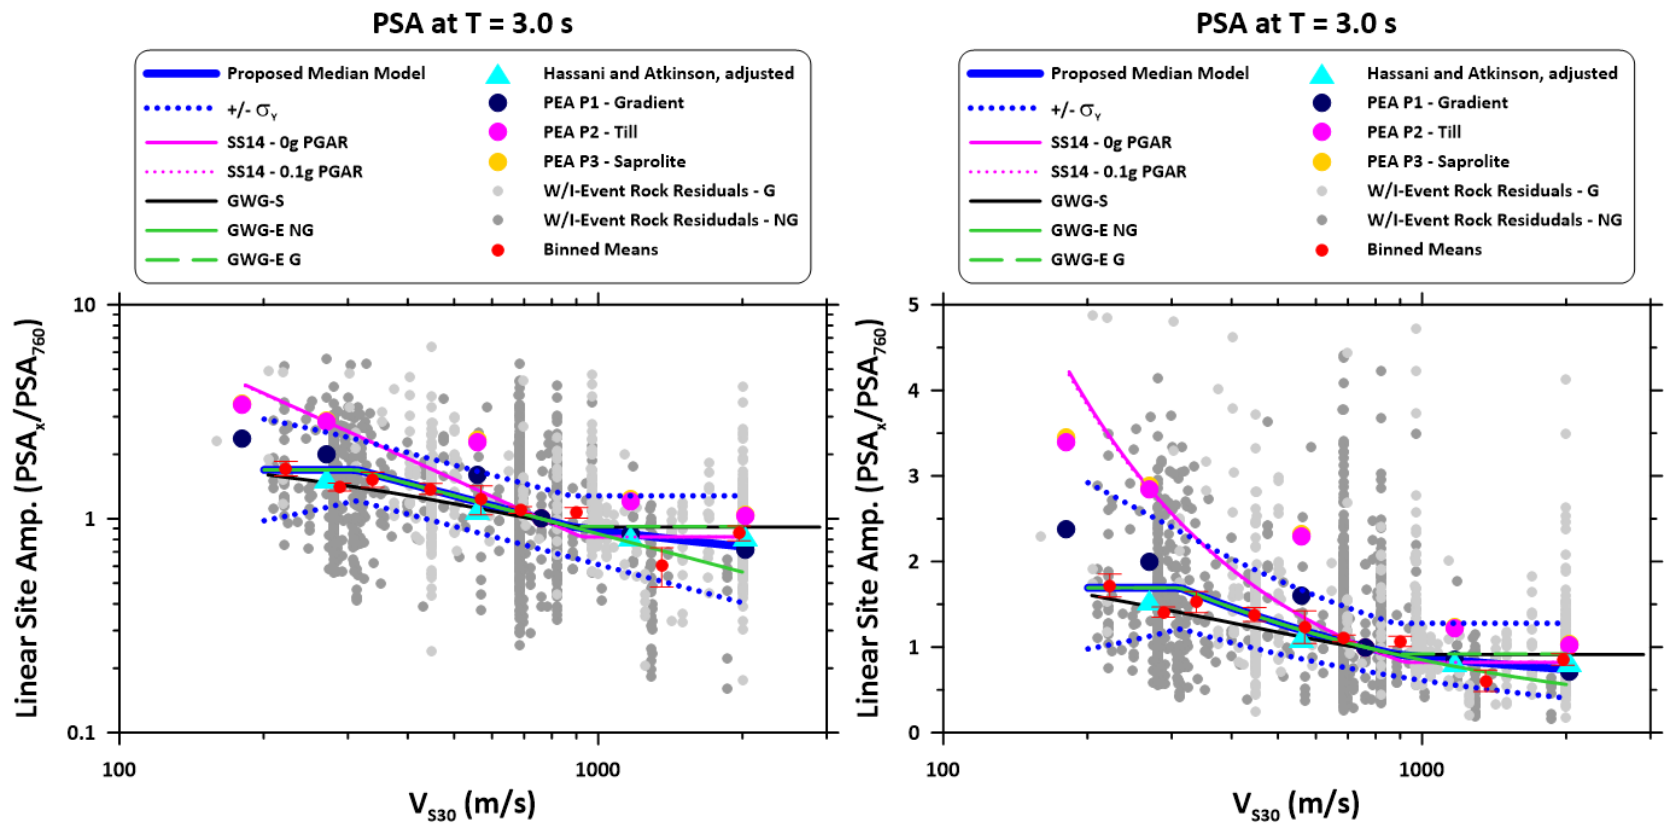 PSA at T = 3.0 s
Proposed Median Model
+/- σY
SS14 - 0g PGAR
SS14 - 0.1g PGAR
GWG-S
GWG-E NG
GWG-E G
Hassani and Atkinson, adjusted
PEA P1 - Gradient
PEA P2 - Till
PEA P3 - Saprolite
W/I-Event Rock Residuals - G
W/I-Event Rock Residudals - NG
Binned Means
Linear Site Amp. (PSAx/PSA760)
10
1
0.1
100
1000
VS30 (m/s)
PSA at T = 3.0 s
Proposed Median Model
+/- σY
SS14 - 0g PGAR
SS14 - 0.1g PGAR
GWG-S
GWG-E NG
GWG-E G
Hassani and Atkinson, adjusted
PEA P1 - Gradient
PEA P2 - Till
PEA P3 - Saprolite
W/I-Event Rock Residuals - G
W/I-Event Rock Residudals - NG
Binned Means
Linear Site Amp. (PSAx/PSA760)
5
4
3
2
1
0
100
1000
VS30 (m/s)